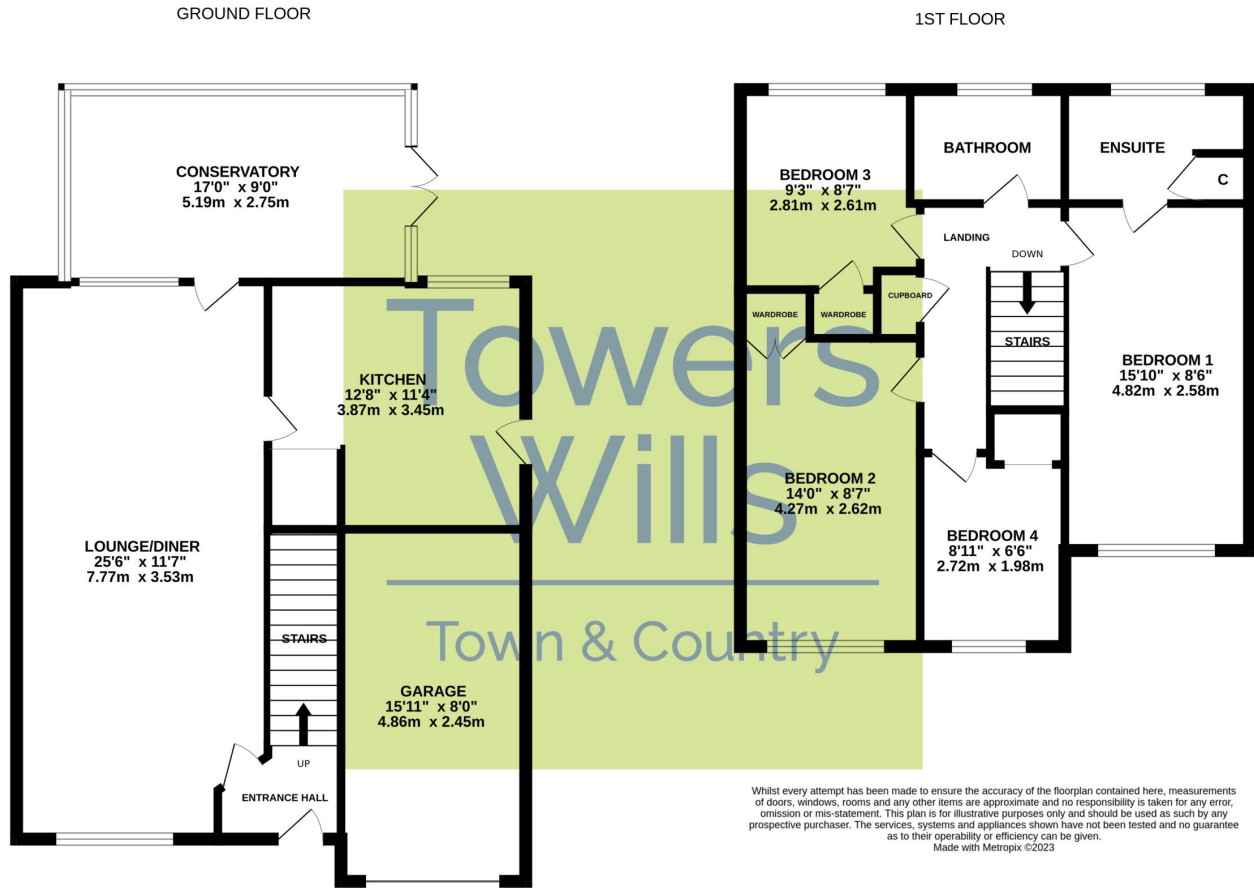 GROUND FLOOR
CONSERVATORY
17'0" x 9'0"
5.19m x 2.75m
KITCHEN
12'8" x 11'4"
3.87m x 3.45m
LOUNGE/DINER
25'6" x 11'7"
7.77m x 3.53m
STAIRS
GARAGE
15'11" x 8'0"
4.86m x 2.45m
UP
ENTRANCE HALL
1ST FLOOR
BATHROOM
ENSUITE
BEDROOM 3
9'3" x 8'7"
2.81m x 2.61m
C
LANDING
DOWN
CUPBOARD
WARDROBE
WARDROBE
STAIRS
BEDROOM 1
15'10" x 8'6"
4.82m x 2.58m
BEDROOM 2
14'0" x 8'7"
4.27m x 2.62m
BEDROOM 4
8'11" x 6'6"
2.72m x 1.98m
Towers
Wills
Town & Country
Whilst every attempt has been made to ensure the accuracy of the floorplan contained here, measurements
of doors, windows, rooms and any other items are approximate and no responsibility is taken for any error,
omission or mis-statement. This plan is for illustrative purposes only and should be used as such by any
prospective purchaser. The services, systems and appliances shown have not been tested and no guarantee
as to their operability or efficiency can be given.
Made with Metropix ©2023